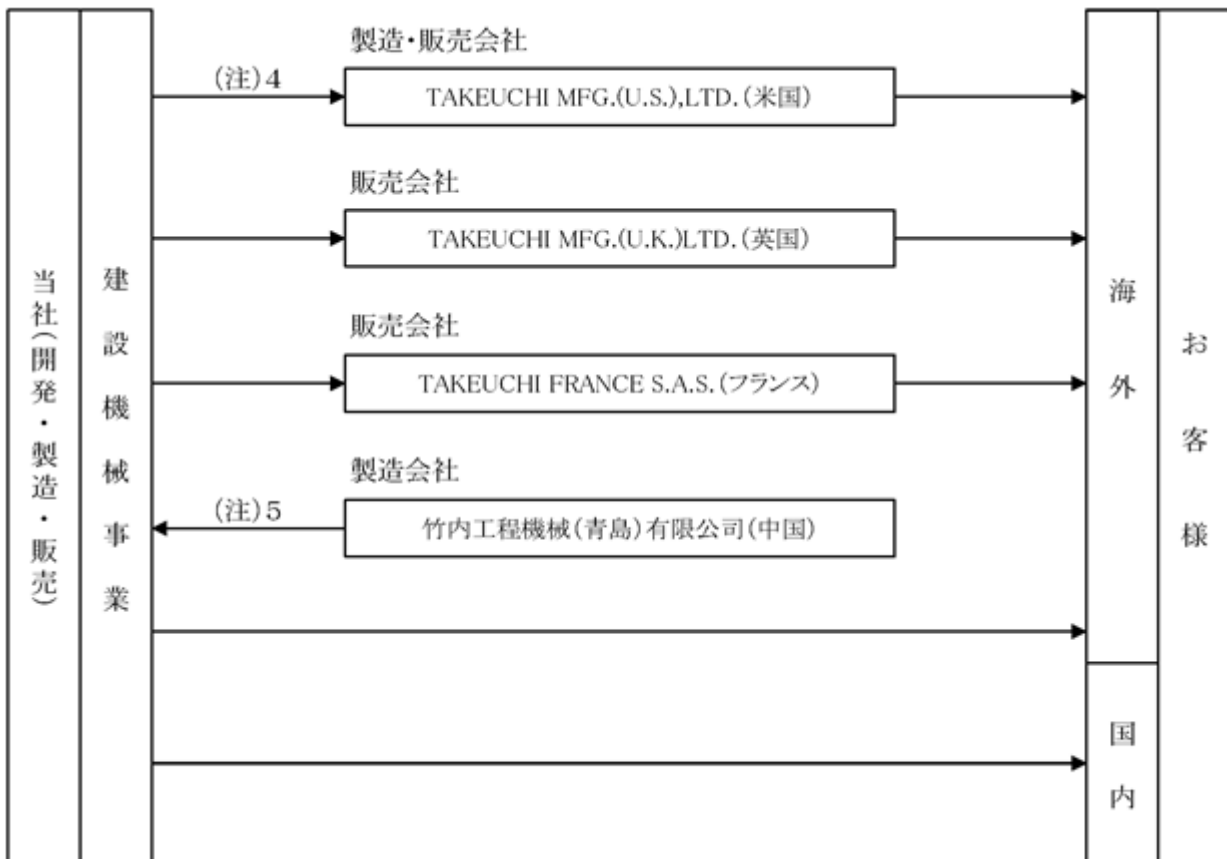 当社(開発・製造・販売)
建設機械事業
製造・販売会社
(注)4
TAKEUCHI MFG.(U.S.),LTD.(米国)
販売会社
TAKEUCHI MFG.(U.K.)LTD.(英国)
販売会社
TAKEUCHI FRANCE S.A.S.(フランス)
製造会社
(注)5
竹内工程機械(青島)有限公司(中国)
海外
国内
お客様